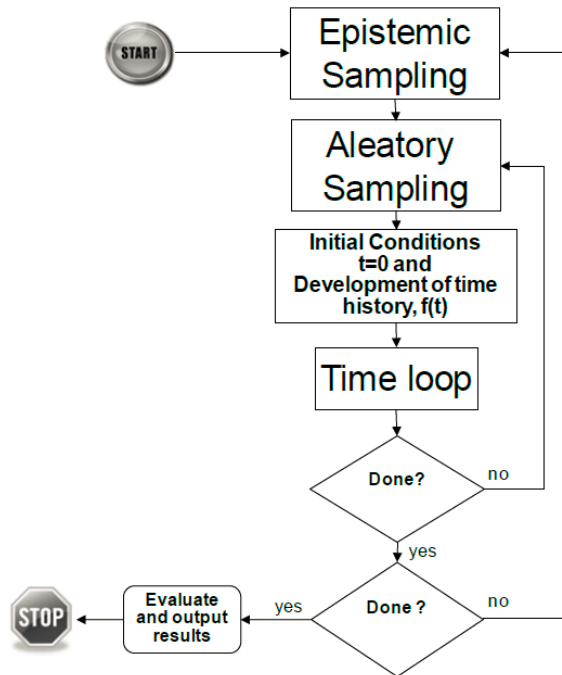 START
Epistemic
Sampling
Aleatory
Sampling
Initial Conditions
t=0 and
Development of time
history, f(t)
Time loop
Done?
no
yes
Done ?
no
yes
Evaluate
and output
results
STOP